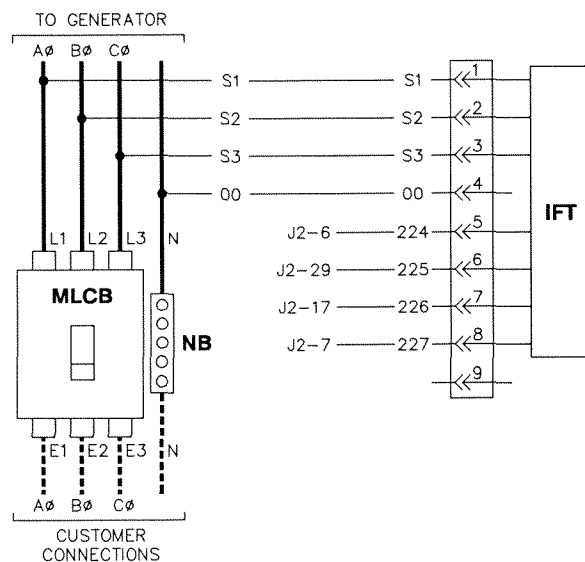 TO GENERATOR
AØ BØ CØ
S1 S1 1
S2 S2 2
S3 S3 3
00 00 4
IFT
J2-6 224 5
L1 L2 L3 N
J2-29 225 6
MLCB
J2-17 226 7
NB
J2-7 227 8
9
E1 E2 E3 N
AØ BØ CØ
CUSTOMER
CONNECTIONS